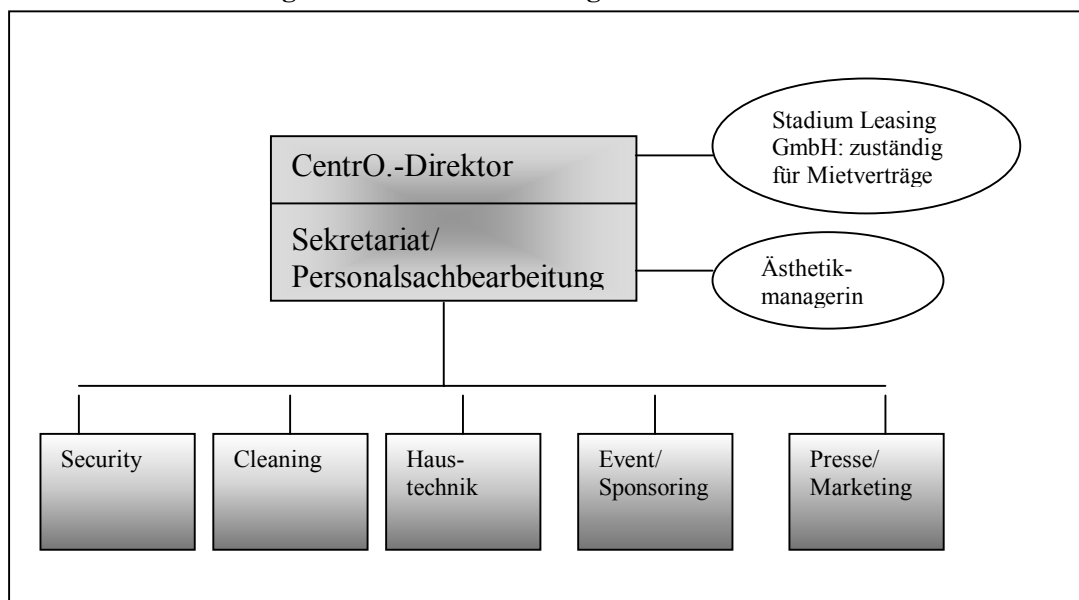 CentrO.-Direktor
Sekretariat/
Personalsachbearbeitung
Stadium Leasing
GmbH: zuständig
für Mietverträge
Ästhetik-
managerin
Security
Cleaning
Haus-
technik
Event/
Sponsoring
Presse/
Marketing